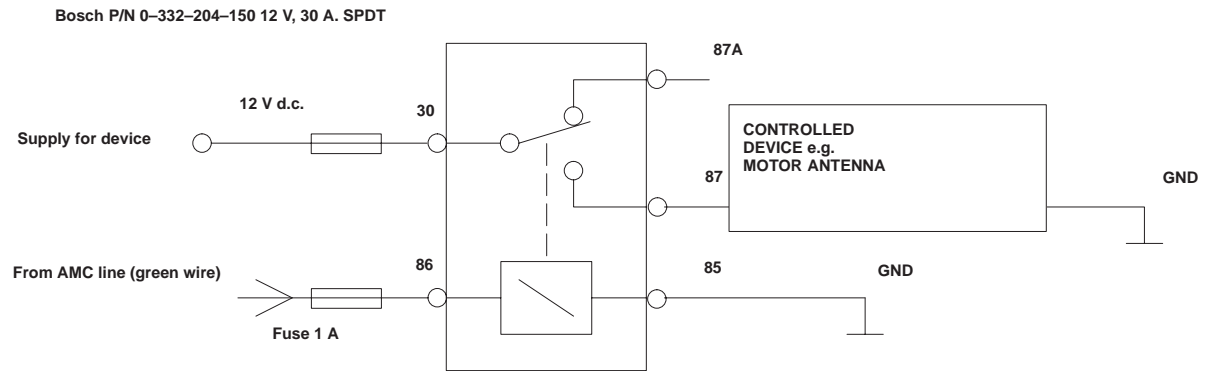 Bosch P/N 0–332–204–150 12 V, 30 A. SPDT
87A
12 V d.c.
30
Supply for device
CONTROLLED
DEVICE e.g.
MOTOR ANTENNA
87
GND
From AMC line (green wire)
86
85
GND
Fuse 1 A